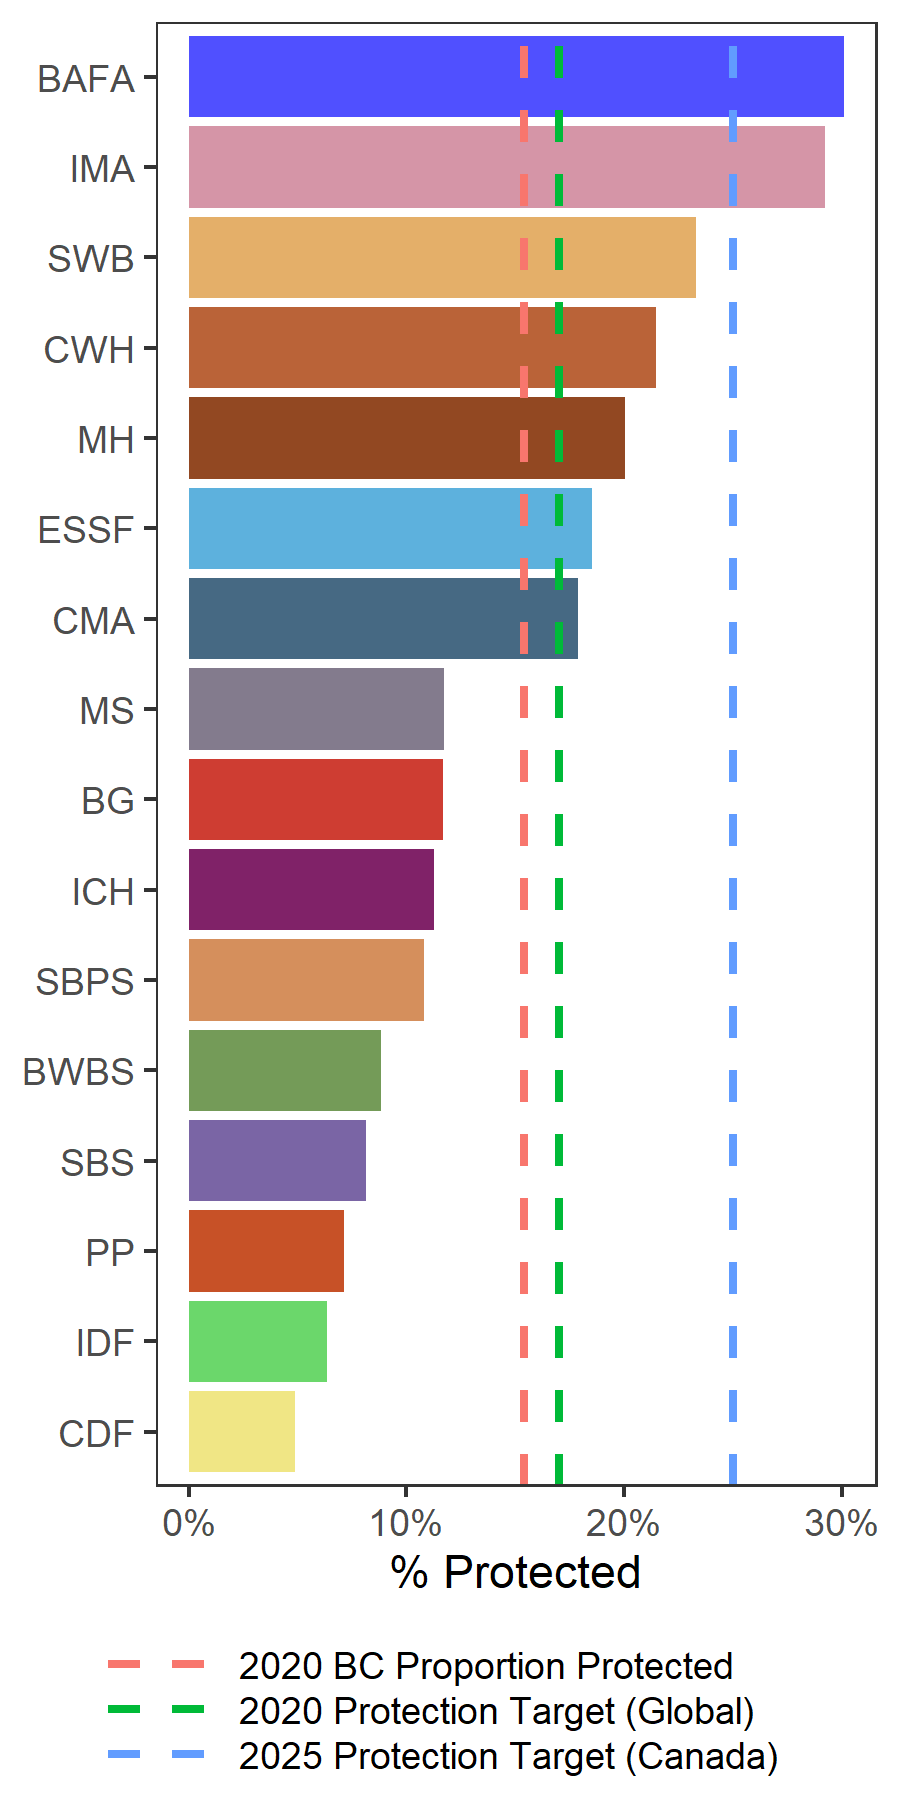 BAFA
IMA
SWB
CWH
MH
ESSF
CMA
MS
BG
ICH
SBPS
BWBS
SBS
PP
IDF
CDF
0% 10% 20% 30%
% Protected
2020 BC Proportion Protected
2020 Protection Target (Global)
2025 Protection Target (Canada)